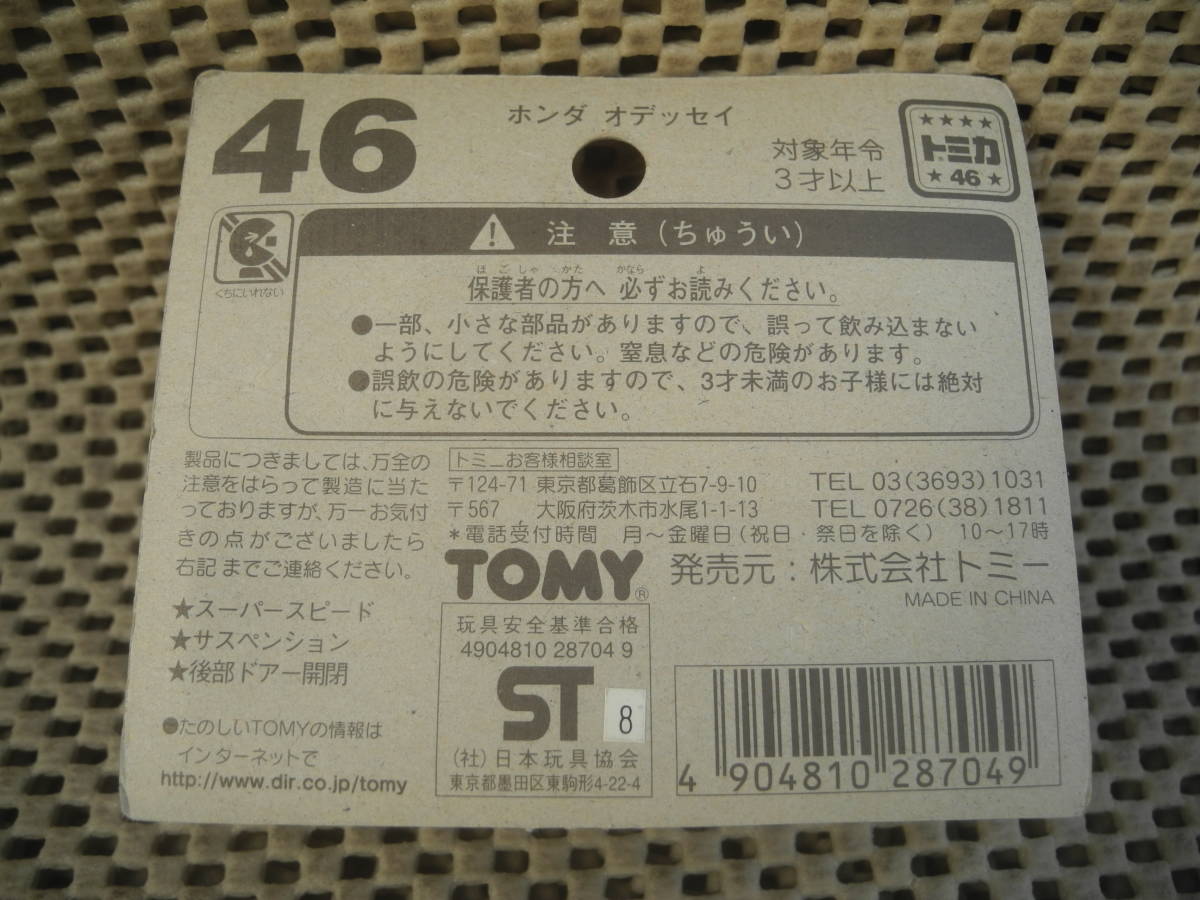 46
ホンダ オデッセイ
対象年令
3才以上
★★★★
トミカ
★46★
くちにいれない
注 意（ちゅうい）
ほごしゃ かた かなら よ
保護者の方へ 必ずお読みください。
●一部、小さな部品がありますので、誤って飲み込まない
ようにしてください。窒息などの危険があります。
●誤飲の危険がありますので、3才未満のお子様には絶対
に与えないでください。
製品につきましては、万全の
注意をはらって製造に当た
っておりますが、万一お気付
きの点がございましたら
右記までご連絡ください。
★スーパースピード
★サスペンション
★後部ドアー開閉
●たのしいTOMYの情報は
インターネットで
http://www.dir.co.jp/tomy
トミーお客様相談室
〒124-71 東京都葛飾区立石7-9-10 TEL 03(3693)1031
〒567 大阪府茨木市水尾1-1-13 TEL 0726(38)1811
*電話受付時間 月～金曜日(祝日・祭日を除く) 10～17時
TOMY® 発売元：株式会社トミー
MADE IN CHINA
玩具安全基準合格
4904810 28704 9
ST
8
(社)日本玩具協会
東京都墨田区東駒形4-22-4
4 904810 287049